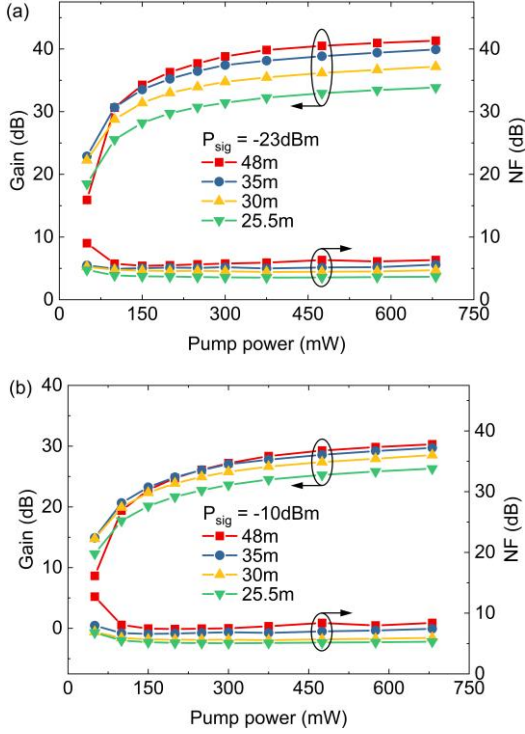 (a)
40
30
20
10
0
Gain (dB)
P_sig = -23dBm
48m
35m
30m
25.5m
40
30
20
10
0
NF (dB)
0 150 300 450 600 750
Pump power (mW)
(b)
40
30
20
10
0
Gain (dB)
P_sig = -10dBm
48m
35m
30m
25.5m
50
40
30
20
10
0
NF (dB)
0 150 300 450 600 750
Pump power (mW)